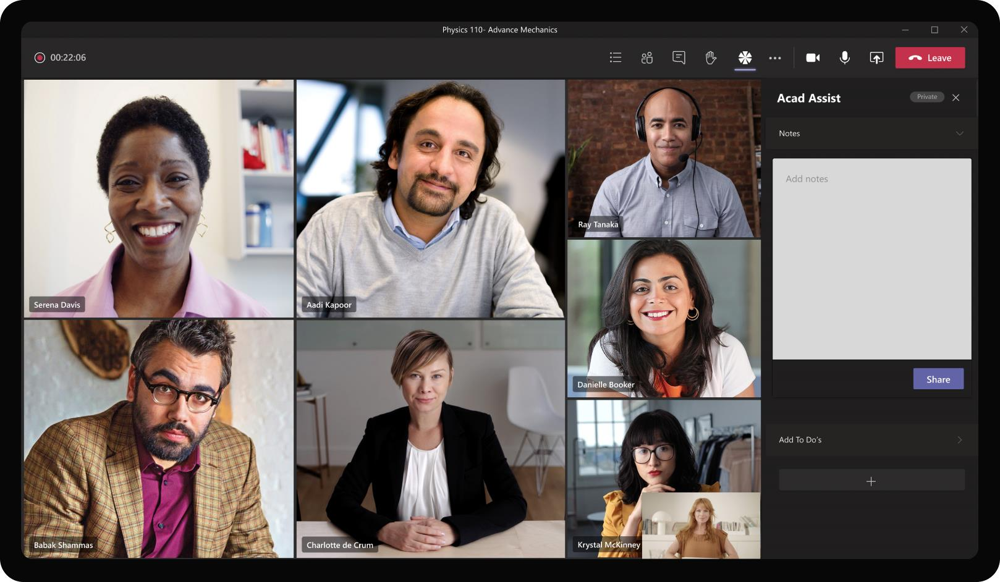 Physics 110- Advance Mechanics
00:22:06
Leave
Acad Assist
Private
Notes
Add notes
Share
Add To Do's
Serena Davis
Aadi Kapoor
Ray Tanaka
Danielle Booker
Babak Shammas
Charlotte de Crum
Krystal McKinney